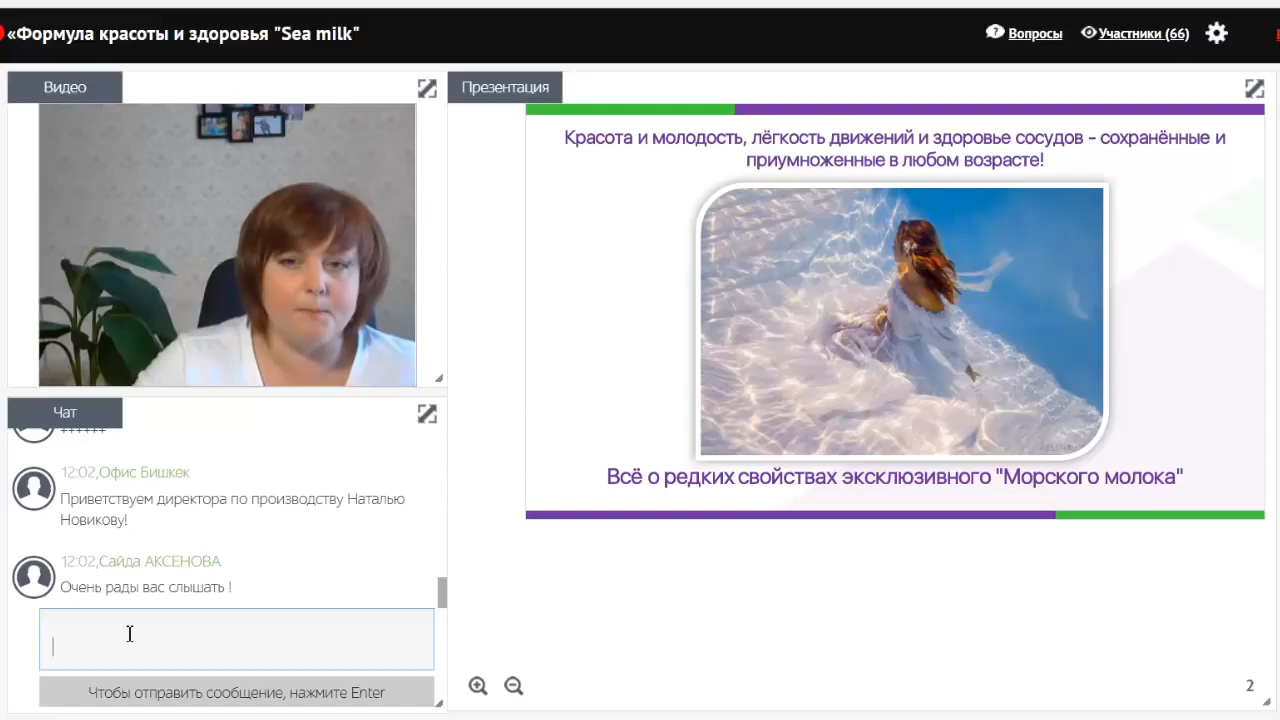 «Формула красоты и здоровья "Sea milk"
Вопросы
Участники (66)
Видео
Презентация
Красота и молодость, лёгкость движений и здоровье сосудов - сохранённые и
приумноженные в любом возрасте!
Всё о редких свойствах эксклюзивного "Морского молока"
Чат
++++++
12:02,Офис Бишкек
Приветствуем директора по производству Наталью
Новикову!
12:02,Сайда АКСЕНОВА
Очень рады вас слышать !
Чтобы отправить сообщение, нажмите Enter
2